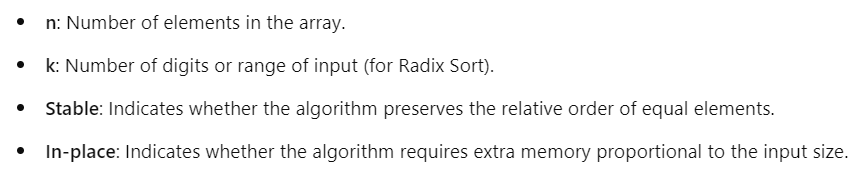 • n: Number of elements in the array.
• k: Number of digits or range of input (for Radix Sort).
• Stable: Indicates whether the algorithm preserves the relative order of equal elements.
• In-place: Indicates whether the algorithm requires extra memory proportional to the input size.